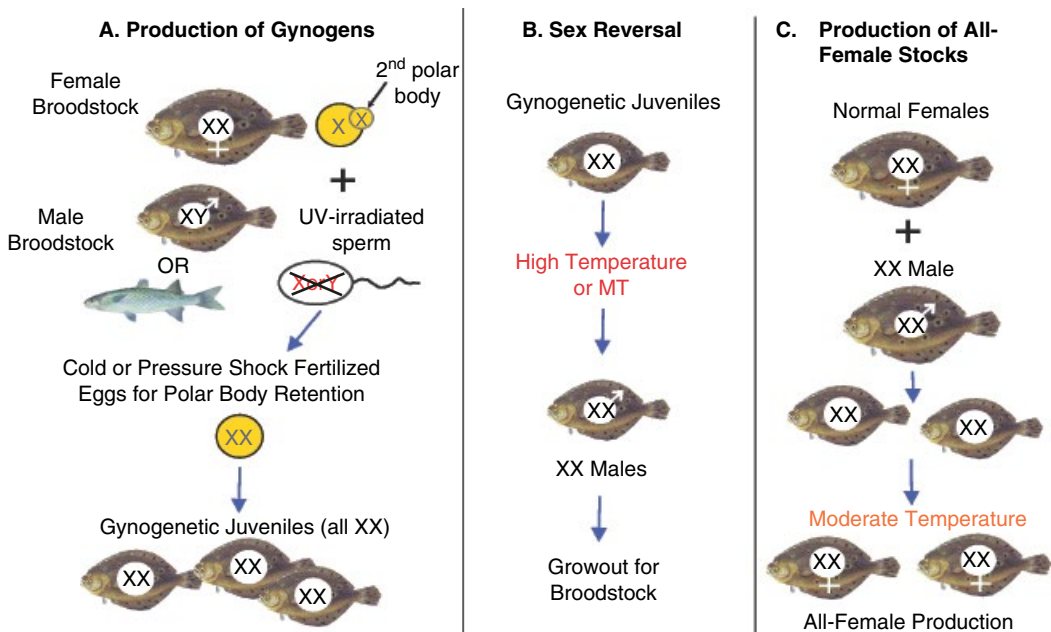 A. Production of Gynogens
Female
Broodstock
2nd polar
body
XX
X
X
+
Male
Broodstock
XY
UV-irradiated
sperm
OR
XorY
Cold or Pressure Shock Fertilized
Eggs for Polar Body Retention
XX
Gynogenetic Juveniles (all XX)
XX
XX
XX
B. Sex Reversal
Gynogenetic Juveniles
XX
High Temperature
or MT
XX
XX Males
Growout for
Broodstock
C. Production of All-
Female Stocks
Normal Females
XX
+
XX Male
XX
XX
XX
Moderate Temperature
XX
XX
All-Female Production